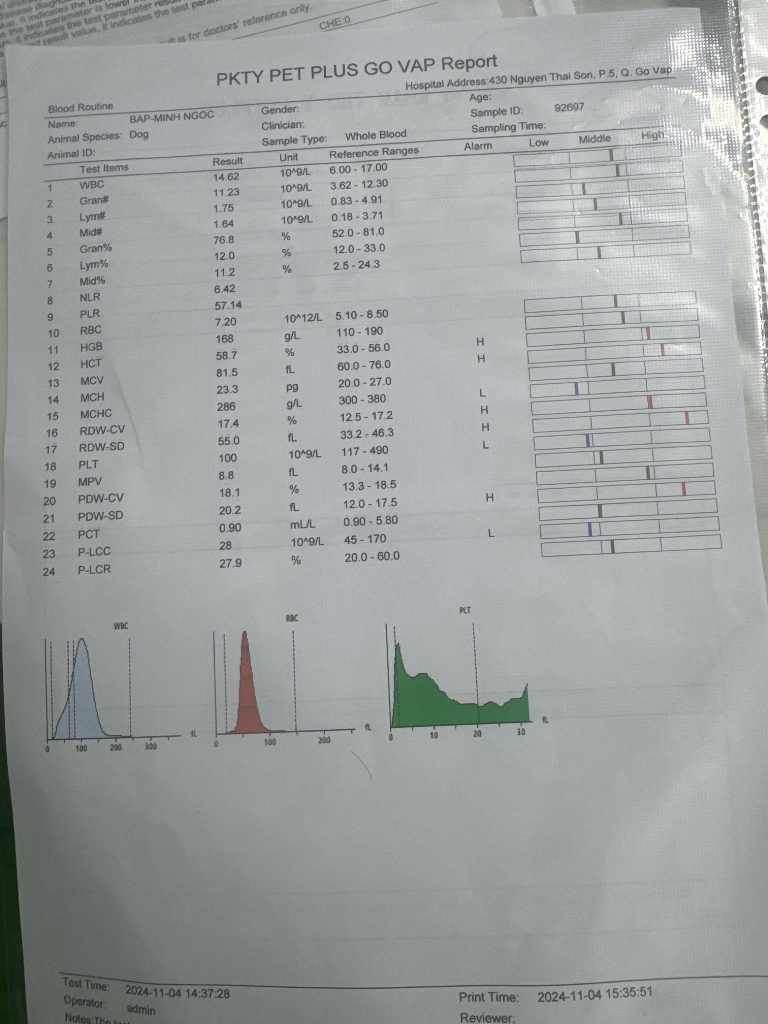 as the test parameter is lower
it indicates the test parameter
result value, it indicates the test
is for doctors' reference only.
CHE:0
PKTY PET PLUS GO VAP Report
Hospital Address:430 Nguyen Thai Son, P.5, Q. Go Vap
Blood Routine
Name: BAP-MINH NGOC Gender: Age:
Animal Species: Dog Clinician: Sample ID: 92697
Animal ID: Sample Type: Whole Blood Sampling Time:
Test Items Result Unit Reference Ranges Alarm Low Middle High
1 WBC 14.62 10^9/L 6.00 - 17.00
2 Gran# 11.23 10^9/L 3.62 - 12.30
3 Lym# 1.75 10^9/L 0.83 - 4.91
4 Mid# 1.64 10^9/L 0.18 - 3.71
5 Gran% 76.8 % 52.0 - 81.0
6 Lym% 12.0 % 12.0 - 33.0
7 Mid% 11.2 % 2.5 - 24.3
8 NLR 6.42
9 PLR 57.14
10 RBC 7.20 10^12/L 5.10 - 8.50
11 HGB 168 g/L 110 - 190
12 HCT 58.7 % 33.0 - 56.0 H
13 MCV 81.5 fL 60.0 - 76.0 H
14 MCH 23.3 pg 20.0 - 27.0
15 MCHC 286 g/L 300 - 380 L
16 RDW-CV 17.4 % 12.5 - 17.2 H
17 RDW-SD 55.0 fL 33.2 - 46.3 H
18 PLT 100 10^9/L 117 - 490 L
19 MPV 8.8 fL 8.0 - 14.1
20 PDW-CV 18.1 % 13.3 - 18.5
21 PDW-SD 20.2 fL 12.0 - 17.5 H
22 PCT 0.90 mL/L 0.90 - 5.80
23 P-LCC 28 10^9/L 45 - 170 L
24 P-LCR 27.9 % 20.0 - 60.0
WBC RBC PLT
0 100 200 300 fL 0 100 200 fL 0 10 20 30 fL
Test Time: 2024-11-04 14:37:28 Print Time: 2024-11-04 15:35:51
Operator: admin Reviewer:
Notes:The